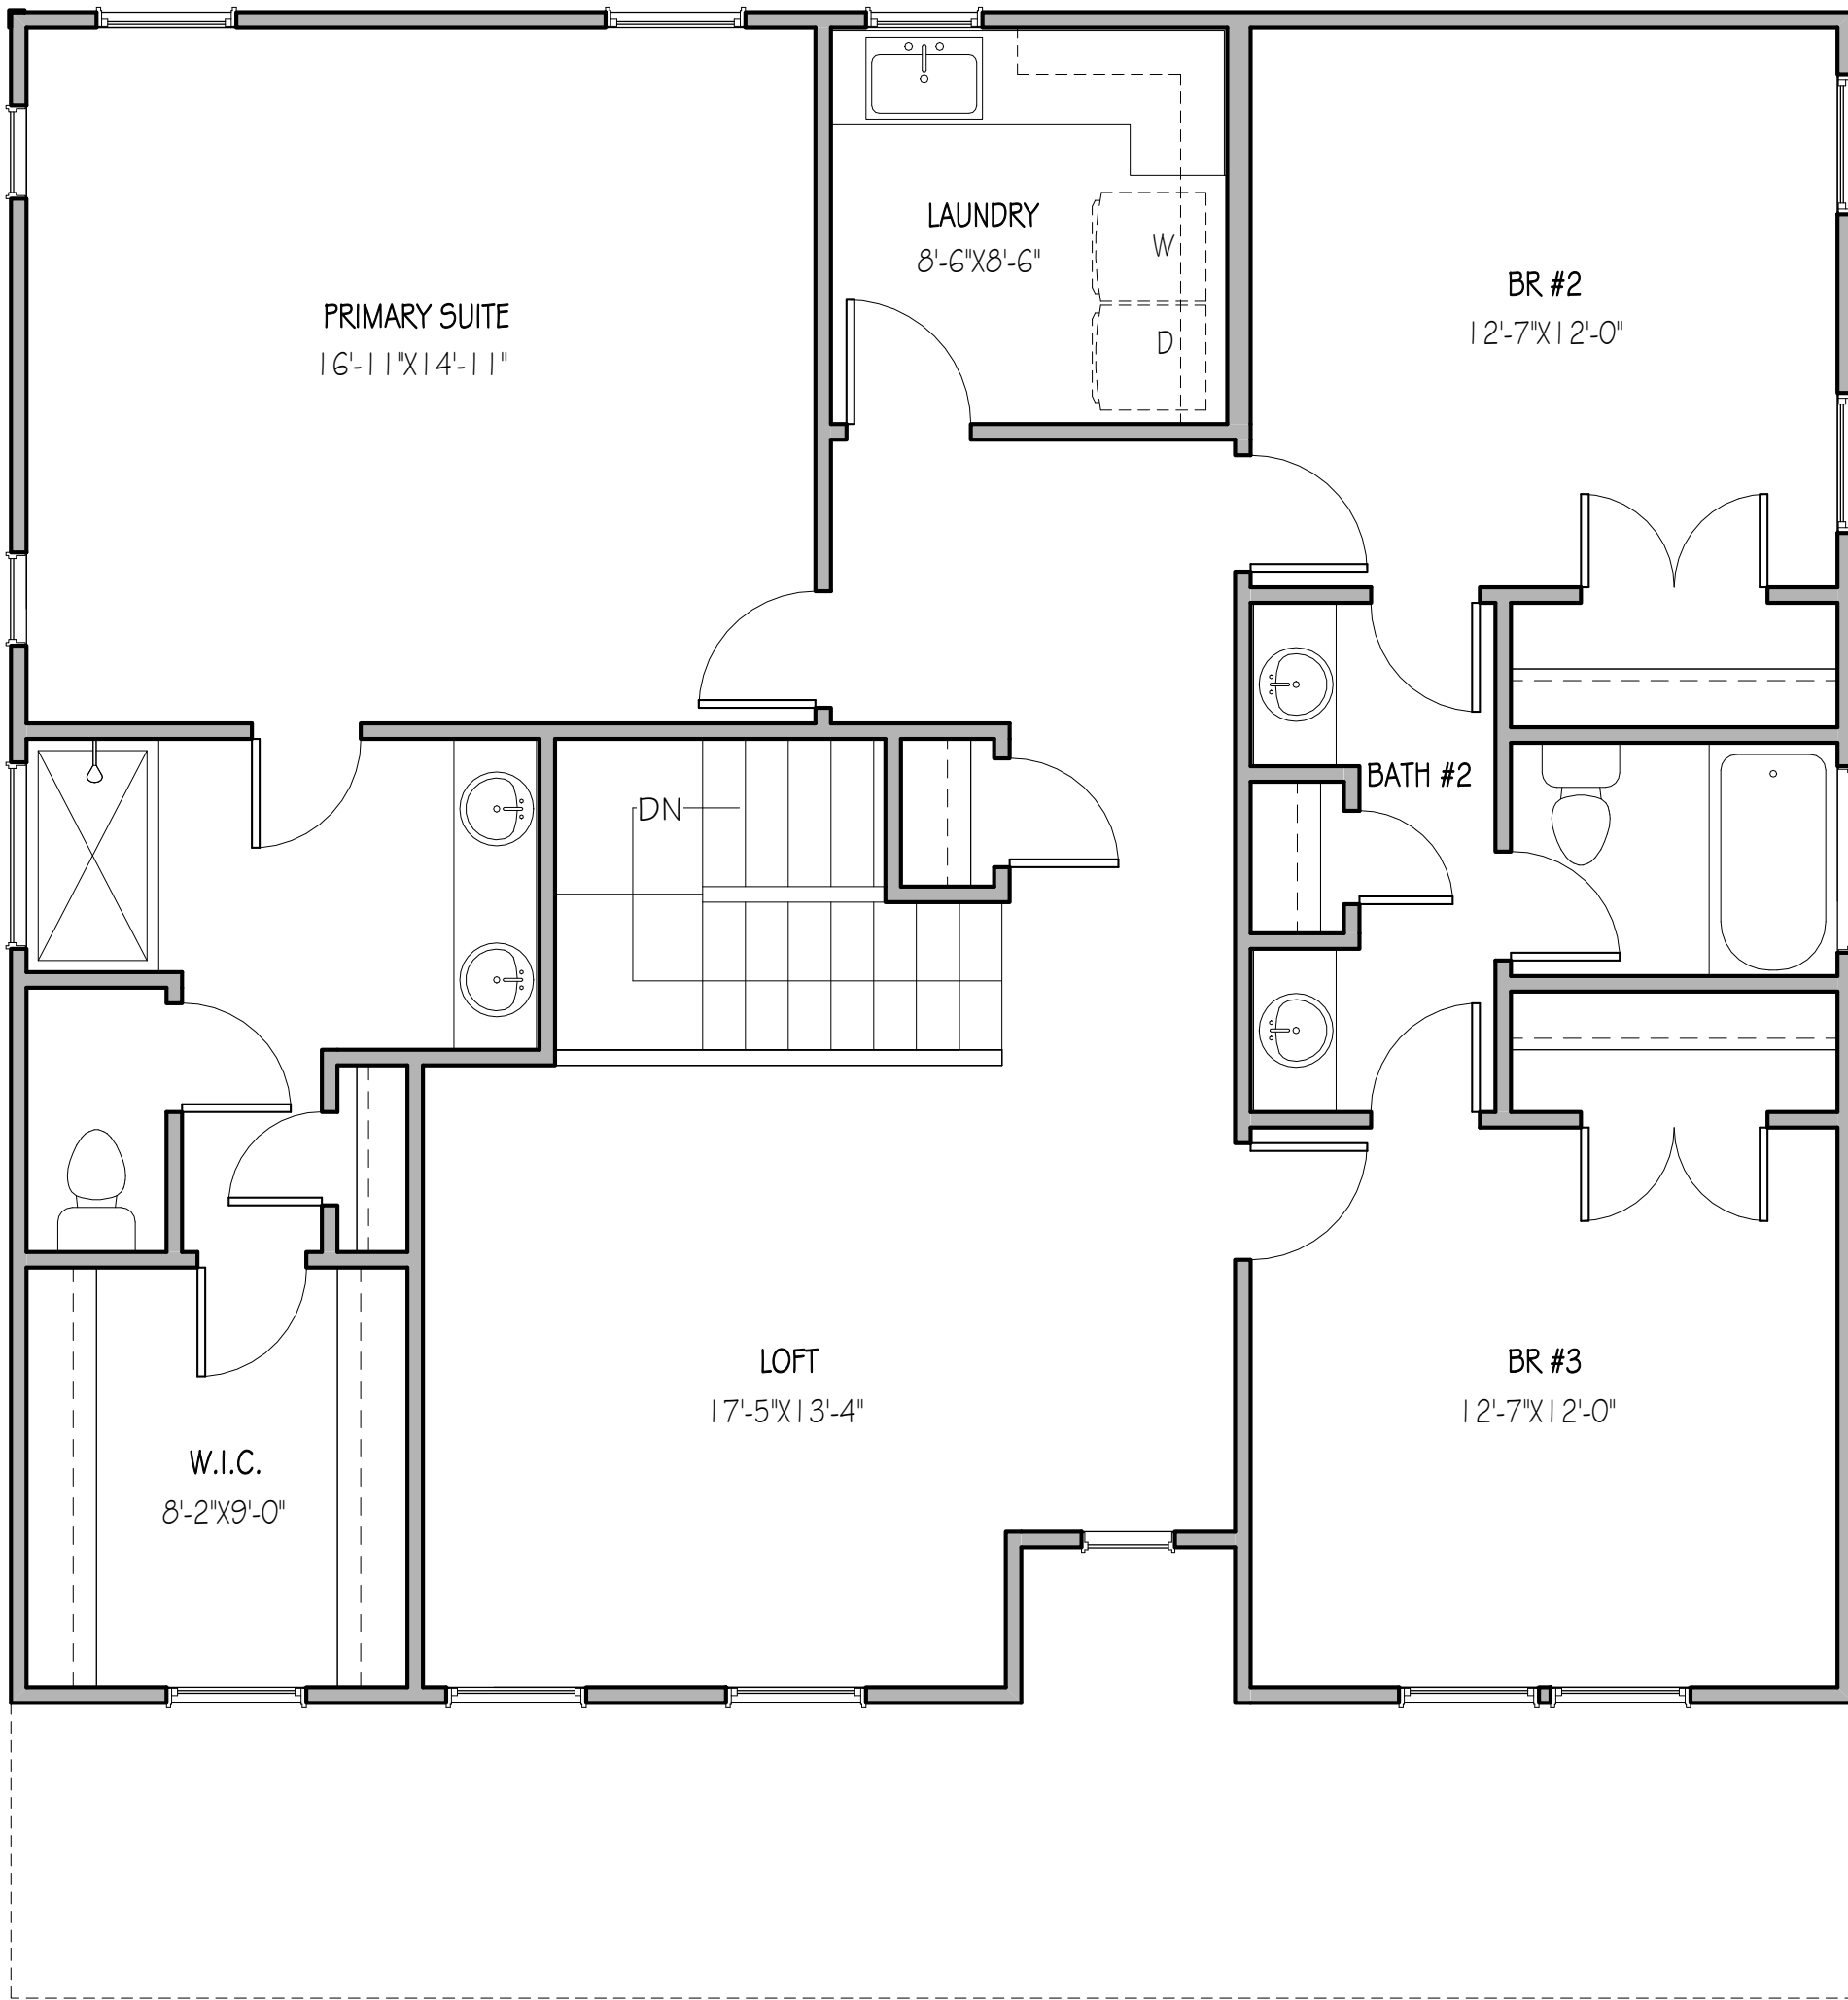 LAUNDRY
8'-6"X8'-6"
W
D
PRIMARY SUITE
16'-11"X14'-11"
BR #2
12'-7"X12'-0"
BATH #2
DN
LOFT
17'-5"X13'-4"
BR #3
12'-7"X12'-0"
W.I.C.
8'-2"X9'-0"